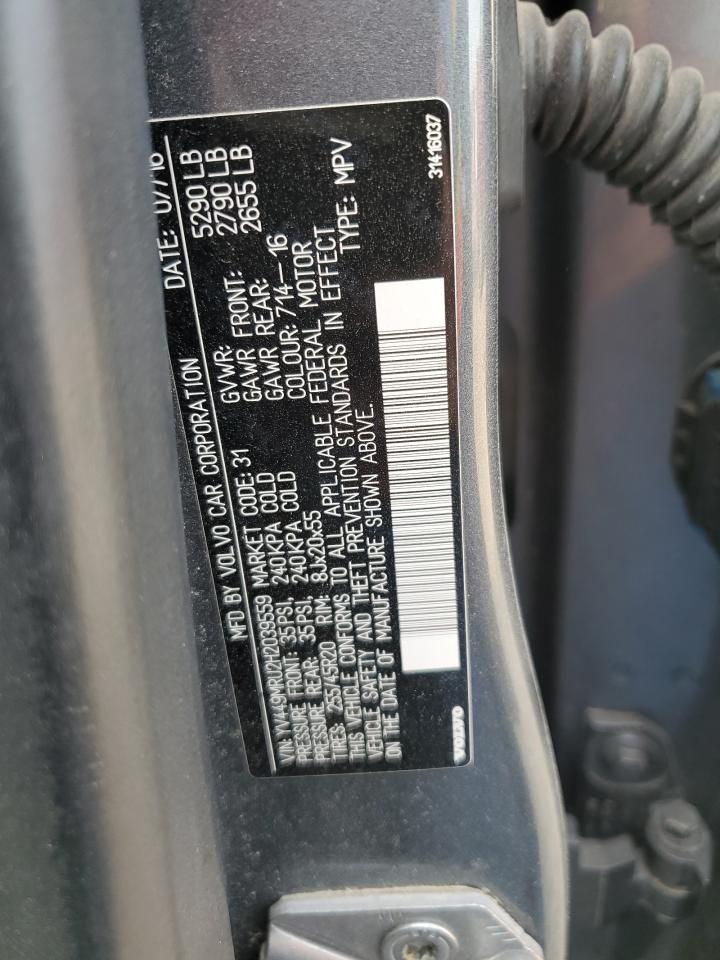 MFD BY VOLVO CAR CORPORATION DATE: 07/16
GVWR: 5290 LB
GAWR FRONT: 2790 LB
GAWR REAR: 2655 LB
VIN: YV449MRU2H2039559 MARKET CODE: 31 COLOUR: 714-16
PRESSURE FRONT: 35PSI, 240KPA COLD
PRESSURE REAR: 35PSI, 240KPA COLD
TIRES: 255/45R20 RIM: 8Jx20x55
THIS VEHICLE CONFORMS TO ALL APPLICABLE FEDERAL MOTOR
VEHICLE SAFETY AND THEFT PREVENTION STANDARDS IN EFFECT
ON THE DATE OF MANUFACTURE SHOWN ABOVE. TYPE: MPV
VOLVO 31416037